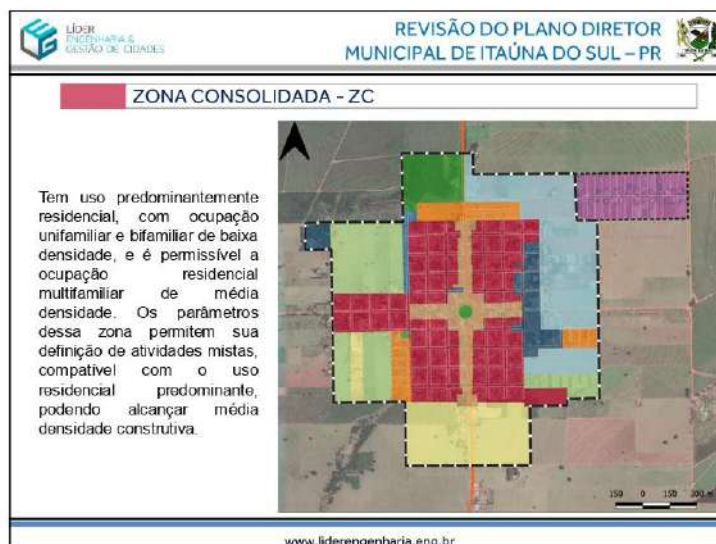 LÍDER
ENGENHARIA &
GESTÃO DE CIDADES
REVISÃO DO PLANO DIRETOR
MUNICIPAL DE ITAÚNA DO SUL – PR
ZONA CONSOLIDADA - ZC
Tem uso predominantemente
residencial, com ocupação
unifamiliar e bifamiliar de baixa
densidade, e é permissível a
ocupação residencial
multifamiliar de média
densidade. Os parâmetros
dessa zona permitem sua
definição de atividades mistas,
compatível com o uso
residencial predominante,
podendo alcançar média
densidade construtiva.
150 0 150 300 m
www.liderengenharia.eng.br